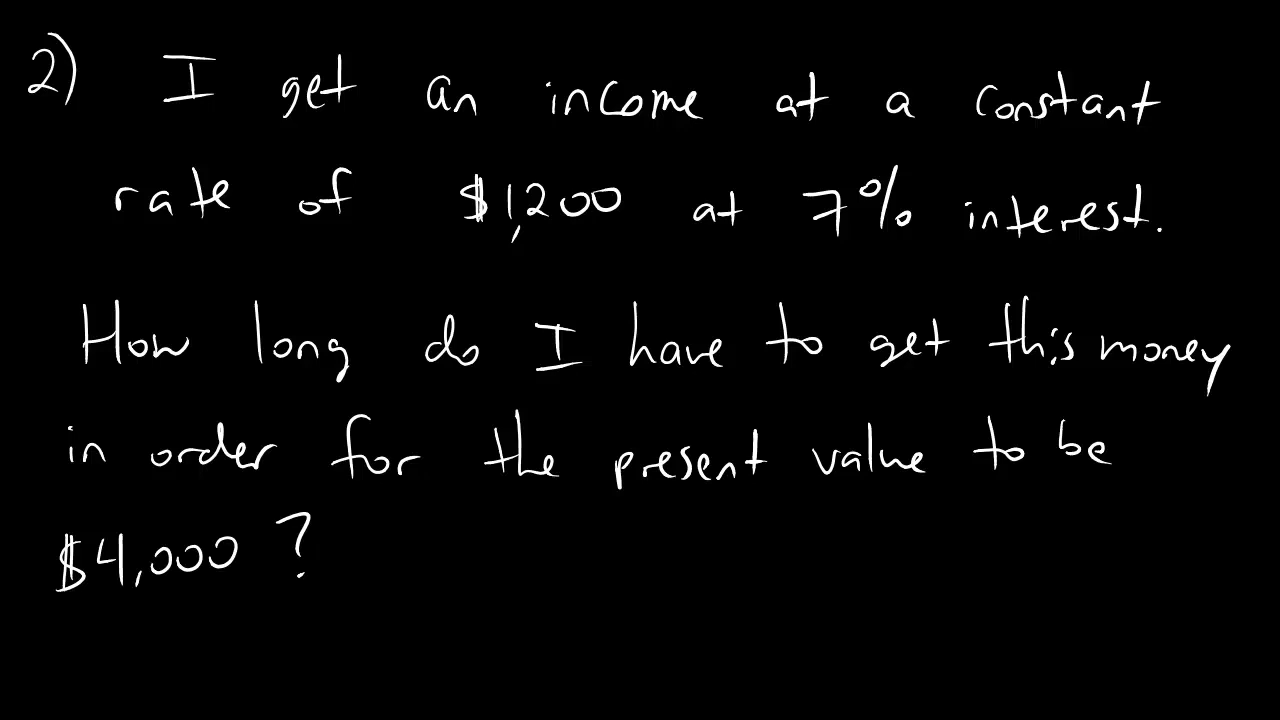 2) I get an income at a constant
rate of $1,200 at 7% interest.
How long do I have to get this money
in order for the present value to be
$4,000 ?